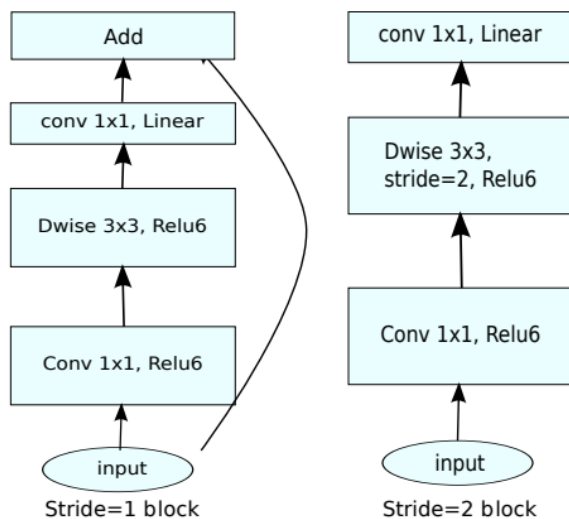 Add
conv 1x1, Linear
Dwise 3x3, Relu6
Conv 1x1, Relu6
input
Stride=1 block
conv 1x1, Linear
Dwise 3x3,
stride=2, Relu6
Conv 1x1, Relu6
input
Stride=2 block